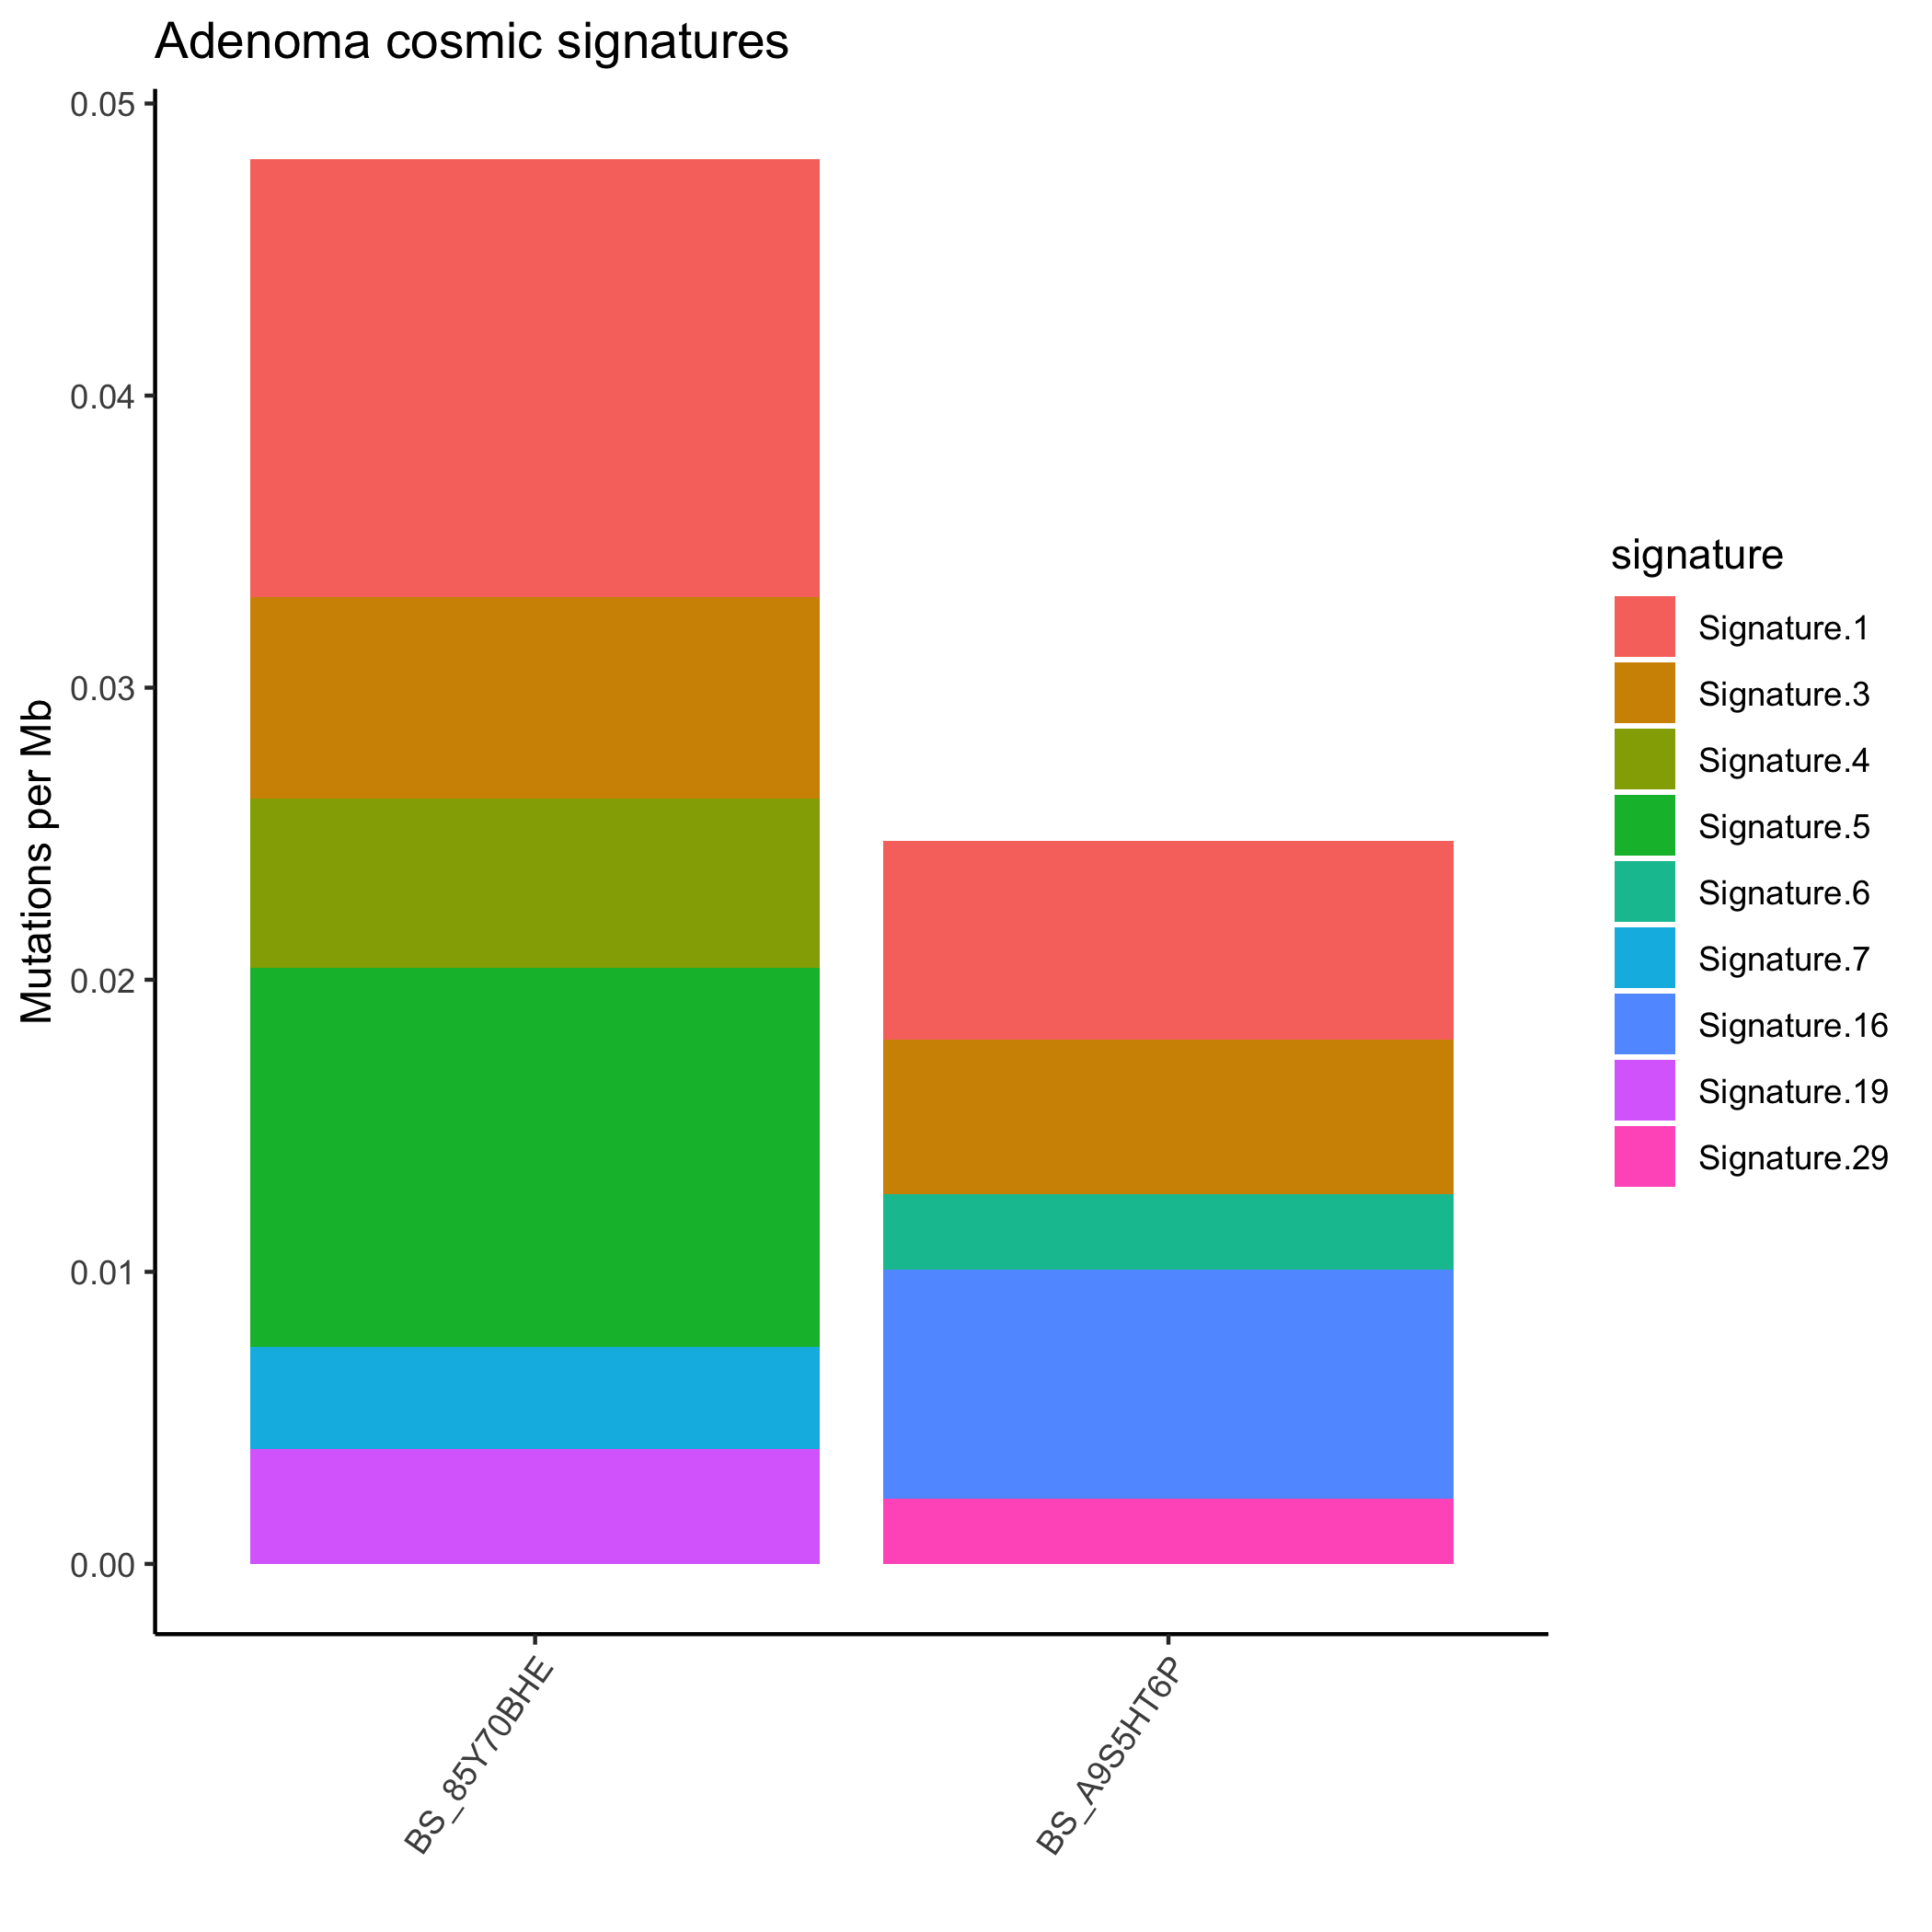 Adenoma cosmic signatures
Mutations per Mb
0.05
0.04
0.03
0.02
0.01
0.00
BS_85Y70BHE
BS_A9S5HT6P
signature
Signature.1
Signature.3
Signature.4
Signature.5
Signature.6
Signature.7
Signature.16
Signature.19
Signature.29